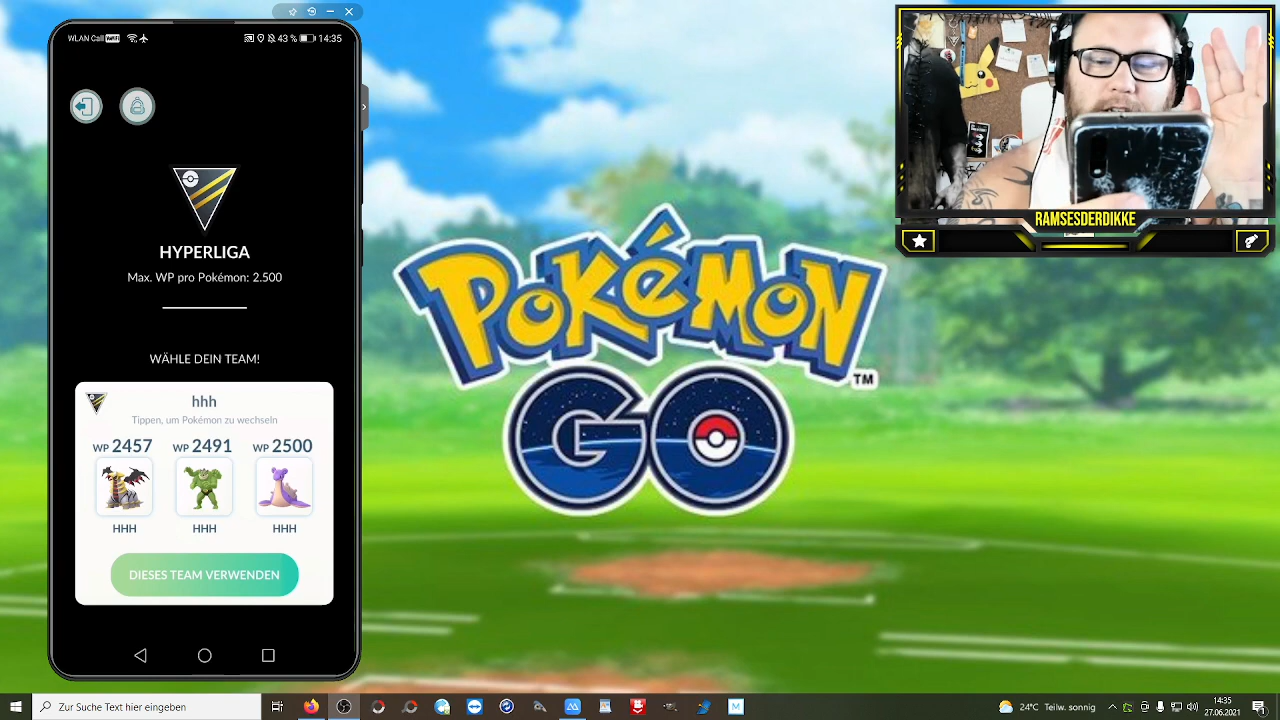 WLAN Call WiFi
43 % 14:35
HYPERLIGA
Max. WP pro Pokémon: 2.500
WÄHLE DEIN TEAM!
hhh
Tippen, um Pokémon zu wechseln
WP 2457 WP 2491 WP 2500
HHH HHH HHH
DIESES TEAM VERWENDEN
POKéMON
TM
GO
RAMSESDERDIKKE
Zur Suche Text hier eingeben
24°C Teilw. sonnig
14:35
27.06.2021